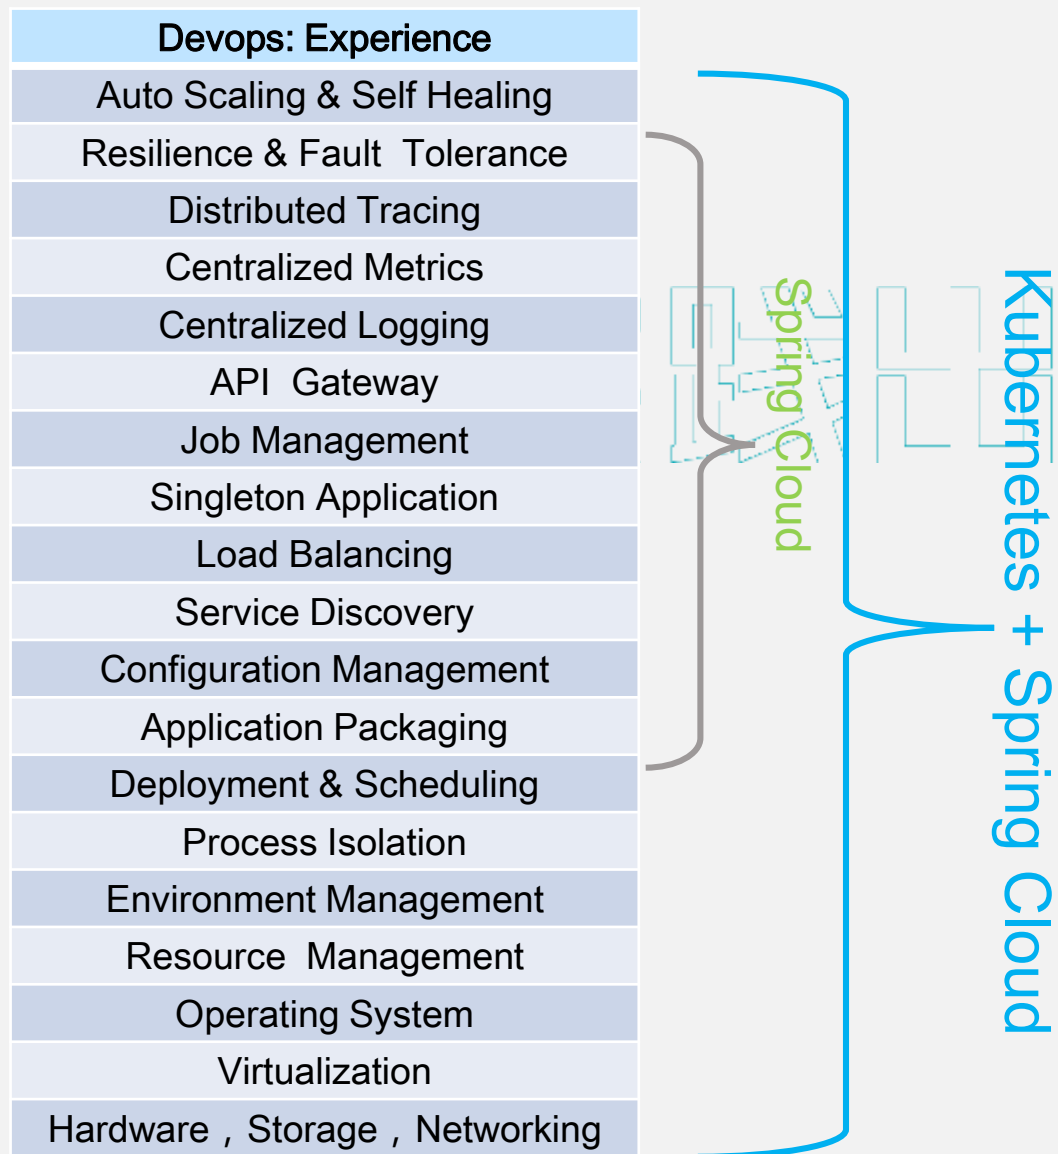 Devops: Experience
Auto Scaling & Self Healing
Resilience & Fault Tolerance
Distributed Tracing
Centralized Metrics
Centralized Logging
API Gateway
Job Management
Singleton Application
Load Balancing
Service Discovery
Configuration Management
Application Packaging
Deployment & Scheduling
Process Isolation
Environment Management
Resource Management
Operating System
Virtualization
Hardware , Storage , Networking
Spring Cloud
Kubernetes + Spring Cloud